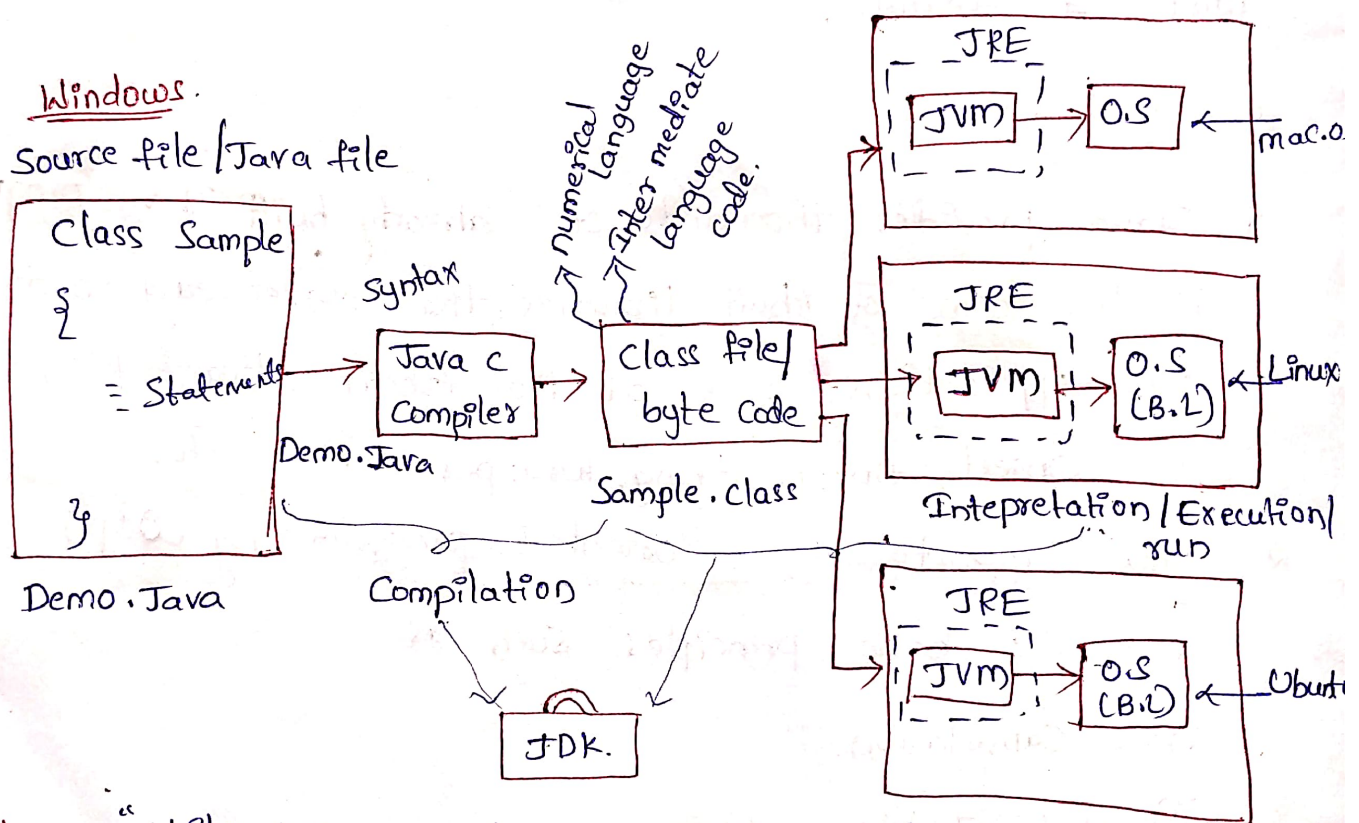 Windows.
Source file / Java file
Class Sample
{
= Statements
}
Demo.Java
Syntax
Java c
Compiler
Demo.Java
numerical
language
Inter mediate
language
code.
Class file/
byte code
Sample.class
Compilation
JDK.
JRE
JVM
O.S
mac.o
JRE
JVM
O.S
(B.L)
Linux
Intepretation / Execution/
run
JRE
JVM
O.S
(B.L)
Ubunt